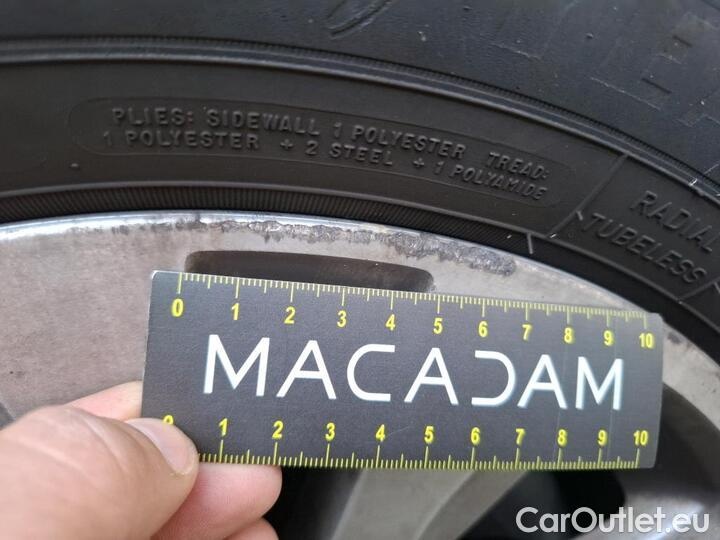 PLIES: SIDEWALL 1 POLYESTER TREAD:
1 POLYESTER + 2 STEEL + 1 POLYAMIDE
RADIAL
TUBELESS
0 1 2 3 4 5 6 7 8 9 10
MACADAM
0 1 2 3 4 5 6 7 8 9 10
CarOutlet.eu